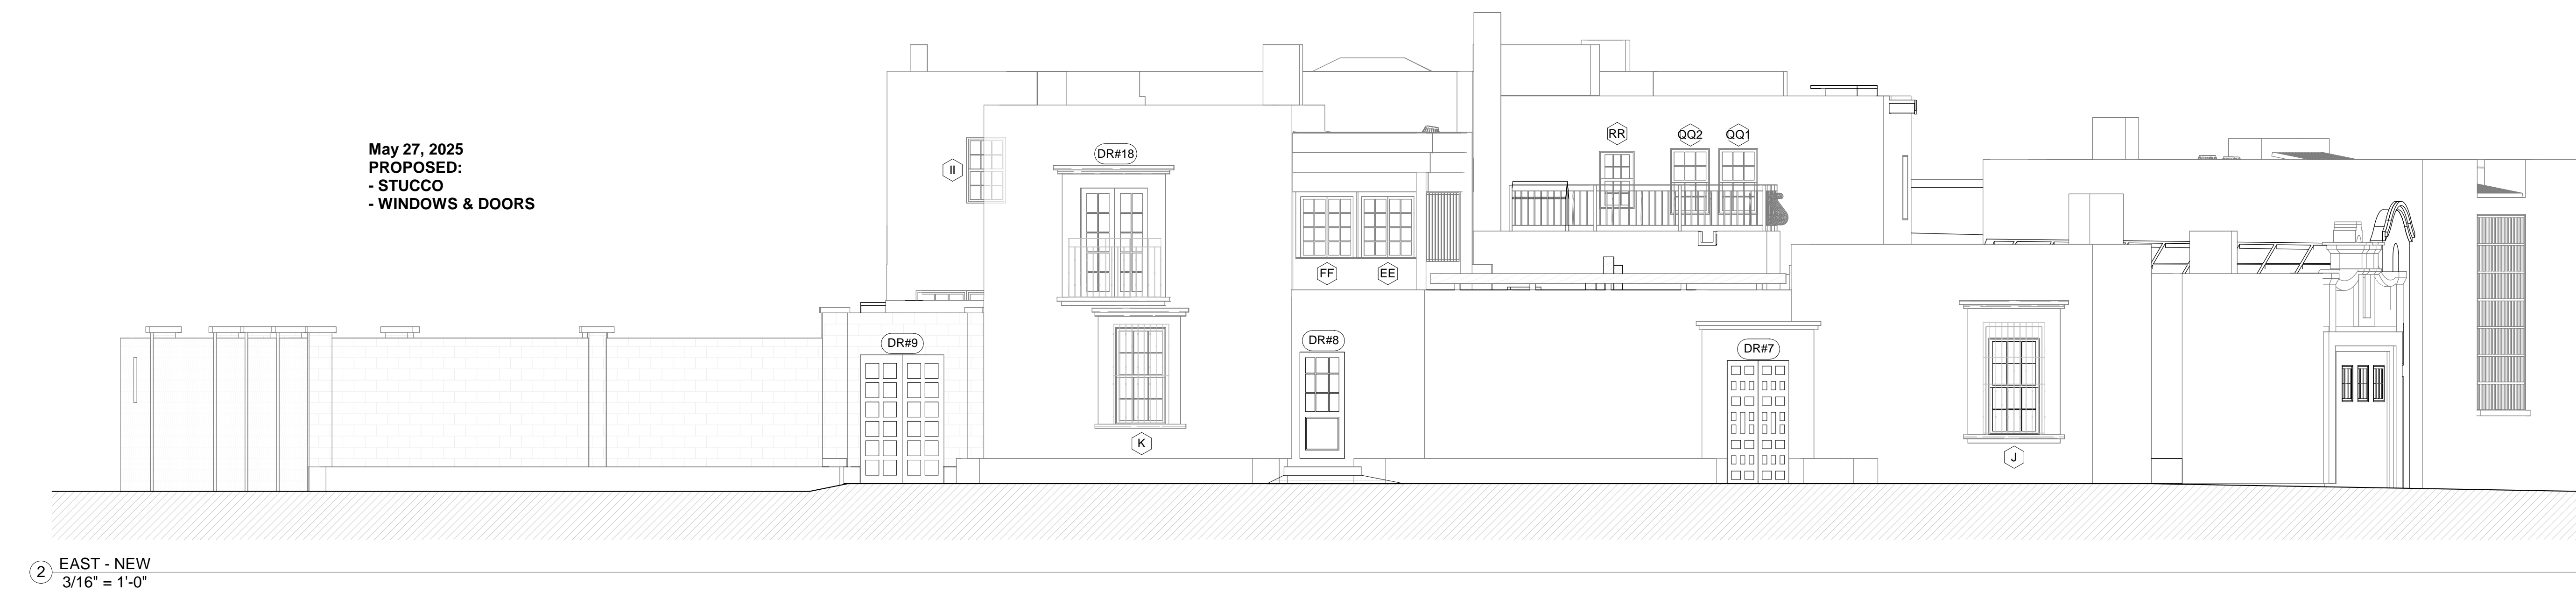 May 27, 2025
PROPOSED:
- STUCCO
- WINDOWS & DOORS
II
DR#18
RR
QQ2
QQ1
FF
EE
DR#9
DR#8
DR#7
K
J
2
EAST - NEW
3/16" = 1'-0"